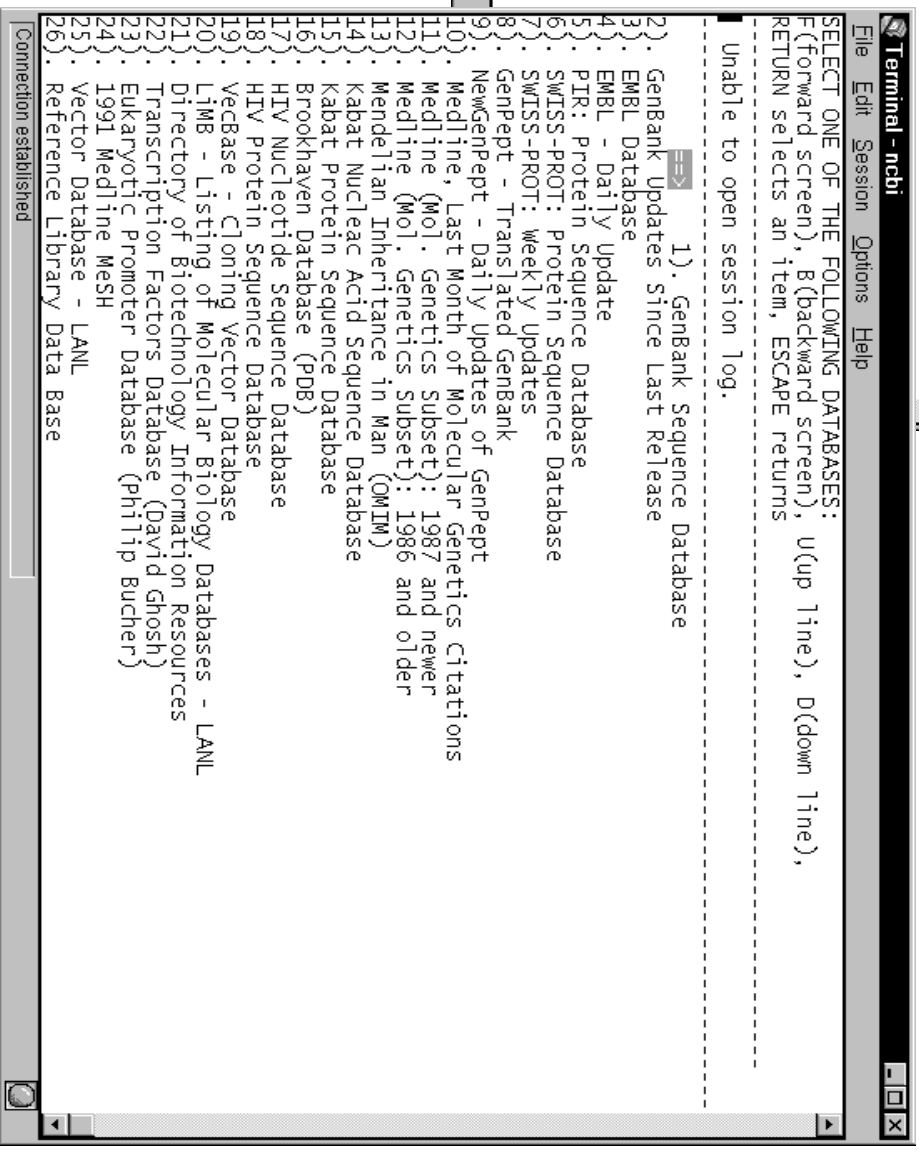 Terminal - ncbi
File Edit Session Options Help
SELECT ONE OF THE FOLLOWING DATABASES:
F(forward screen), B(backward screen), U(up line), D(down line),
RETURN selects an item, ESCAPE returns
Unable to open session log.
==> 1). GenBank Sequence Database
2). GenBank Updates Since Last Release
3). EMBL Database
4). EMBL - Daily Update
5). PIR: Protein Sequence Database
6). SWISS-PROT: Protein Sequence Database
7). SWISS-PROT: Weekly Updates
8). GenPept - Translated GenBank
9). NewGenPept - Daily Updates of GenPept
10). Medline, Last Month of Molecular Genetics Citations
11). Medline (Mol. Genetics Subset): 1987 and newer
12). Medline (Mol. Genetics Subset): 1986 and older
13). Mendelian Inheritance in Man (OMIM)
14). Kabat Nucleac Acid Sequence Database
15). Kabat Protein Sequence Database
16). Brookhaven Database (PDB)
17). HIV Nucleotide Sequence Database
18). HIV Protein Sequence Database
19). VecBase - Cloning Vector Database
20). LiMB - Listing of Molecular Biology Databases - LANL
21). Directory of Biotechnology Information Resources
22). Transcription Factors Database (David Ghosh)
23). Eukaryotic Promoter Database (Philip Bucher)
24). 1991 Medline MeSH
25). Vector Database - LANL
26). Reference Library Data Base
Connection established